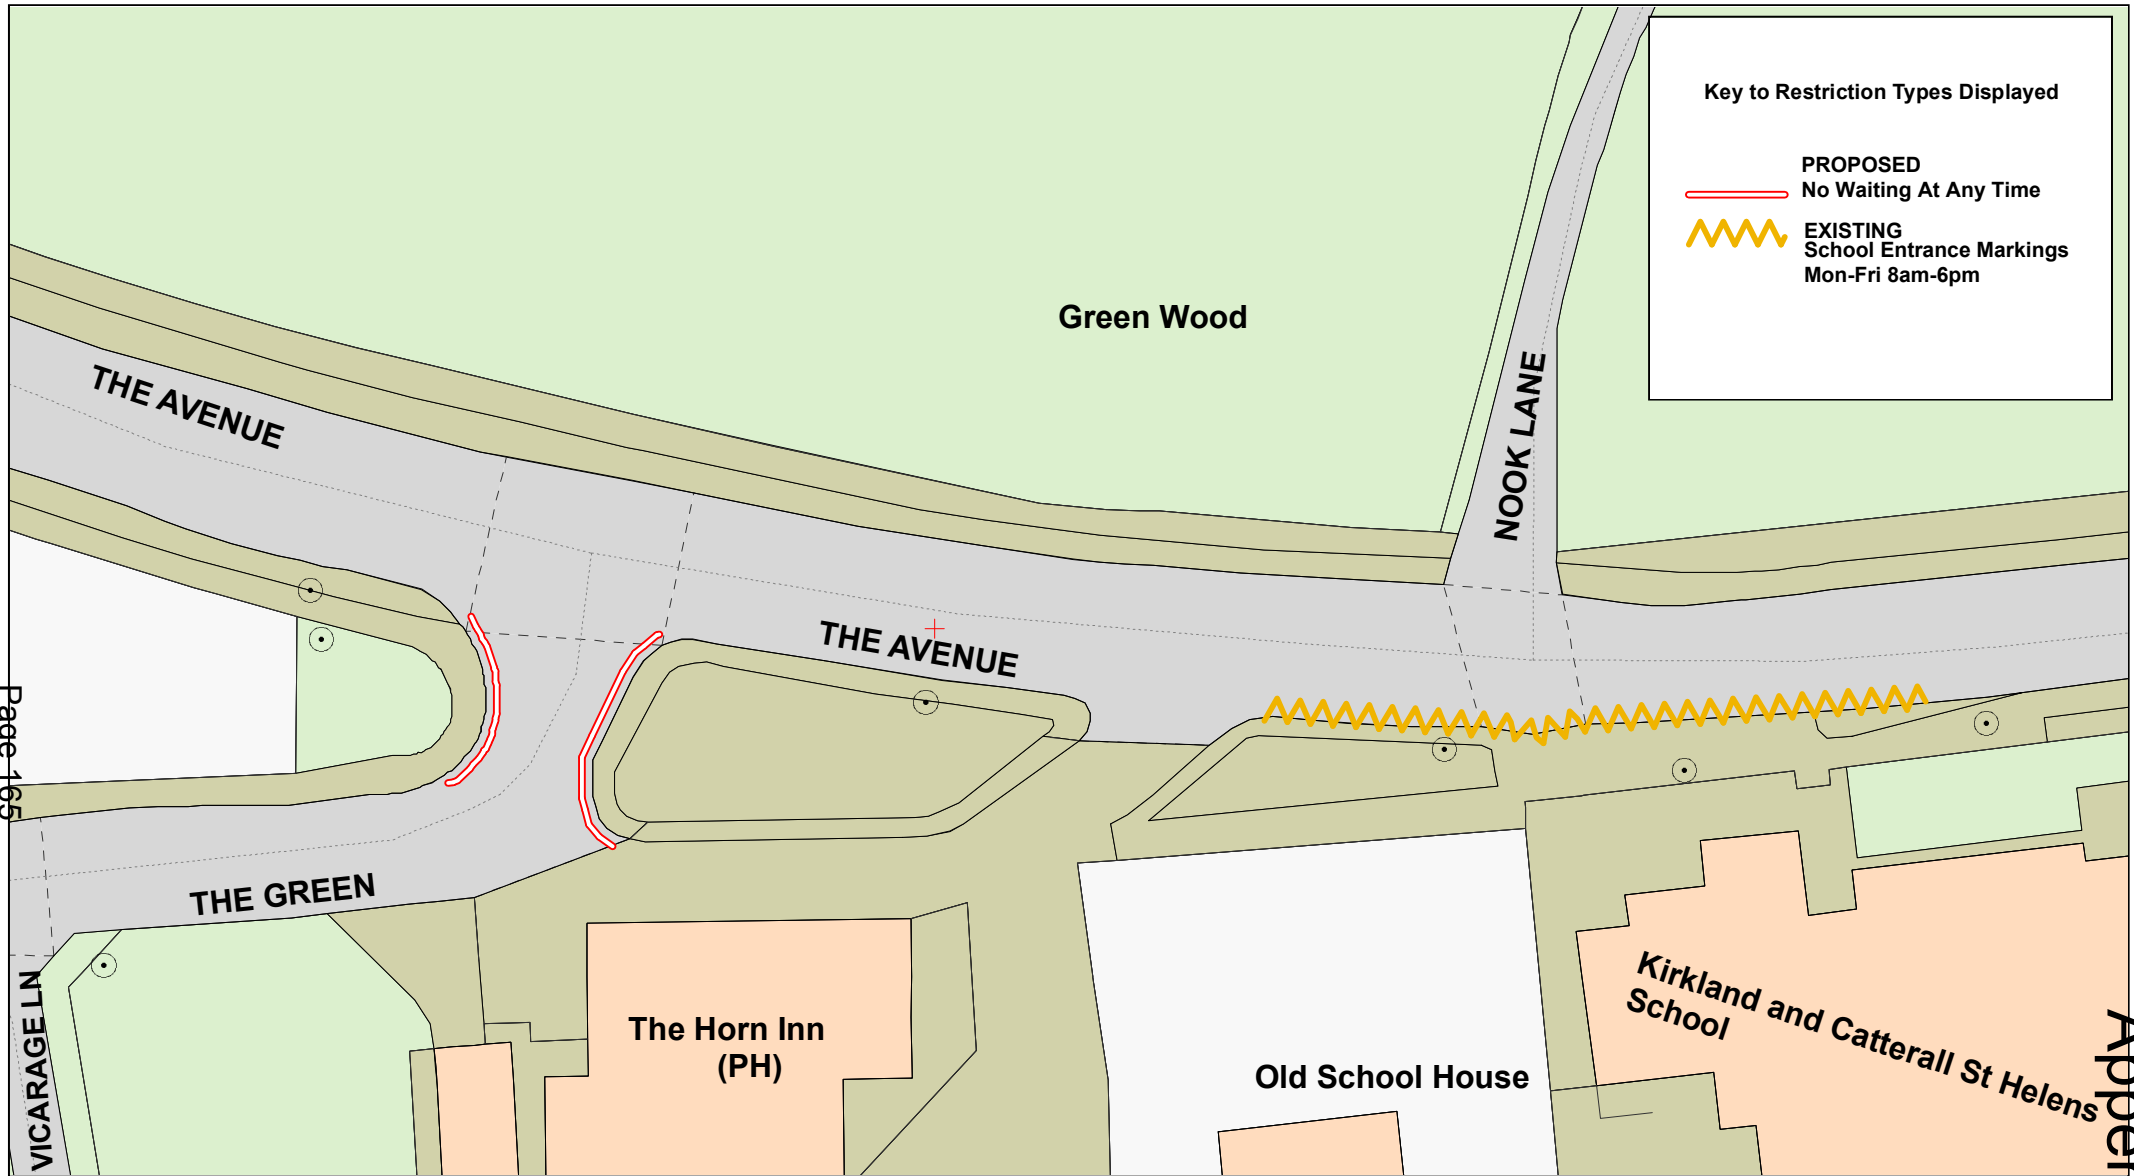 Key to Restriction Types Displayed
PROPOSED
No Waiting At Any Time
EXISTING
School Entrance Markings
Mon-Fri 8am-6pm
Green Wood
THE AVENUE
NOOK LANE
THE AVENUE
Page 165
THE GREEN
VICARAGE LN
The Horn Inn
(PH)
Old School House
Kirkland and Catterall St Helens
School